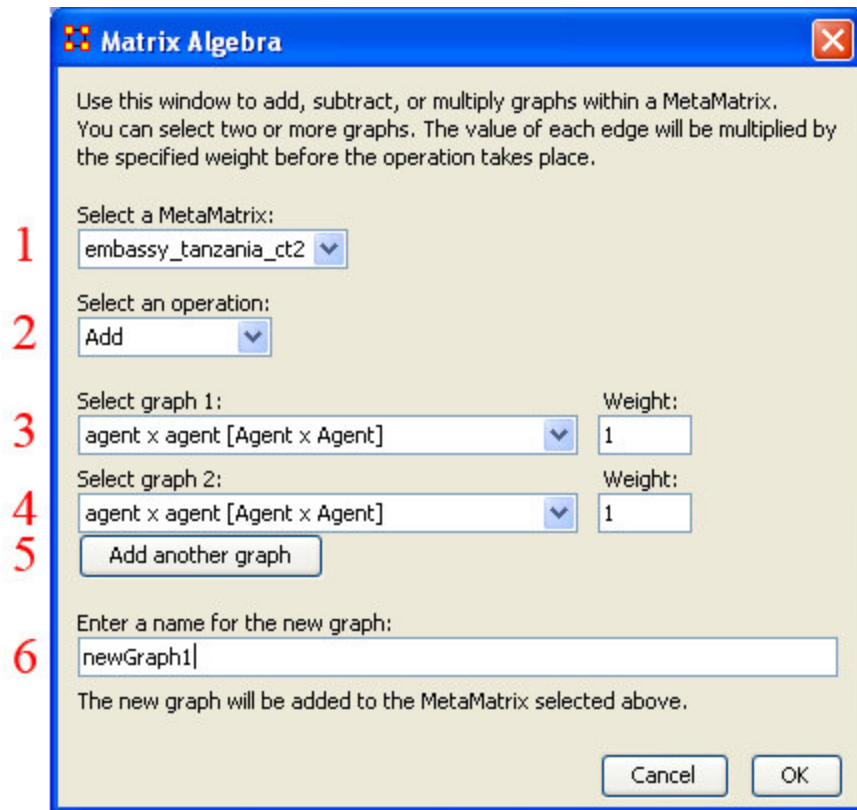 Matrix Algebra
Use this window to add, subtract, or multiply graphs within a MetaMatrix.
You can select two or more graphs. The value of each edge will be multiplied by
the specified weight before the operation takes place.
Select a MetaMatrix:
1 embassy_tanzania_ct2
Select an operation:
2 Add
Select graph 1: Weight:
3 agent x agent [Agent x Agent] 1
Select graph 2: Weight:
4 agent x agent [Agent x Agent] 1
5 Add another graph
Enter a name for the new graph:
6 newGraph1
The new graph will be added to the MetaMatrix selected above.
Cancel OK